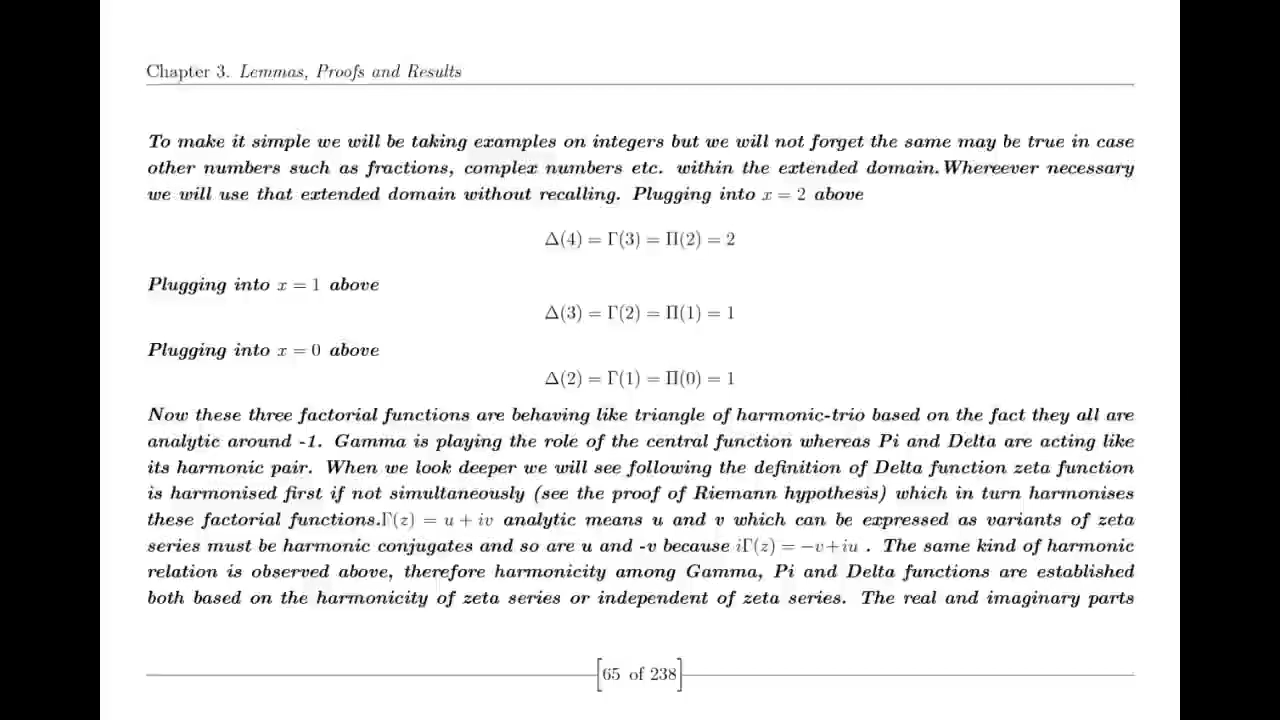 Chapter 3. Lemmas, Proofs and Results
To make it simple we will be taking examples on integers but we will not forget the same may be true in case
other numbers such as fractions, complex numbers etc. within the extended domain.Whereever necessary
we will use that extended domain without recalling. Plugging into x = 2 above
Δ(4) = Γ(3) = Π(2) = 2
Plugging into x = 1 above
Δ(3) = Γ(2) = Π(1) = 1
Plugging into x = 0 above
Δ(2) = Γ(1) = Π(0) = 1
Now these three factorial functions are behaving like triangle of harmonic-trio based on the fact they all are
analytic around -1. Gamma is playing the role of the central function whereas Pi and Delta are acting like
its harmonic pair. When we look deeper we will see following the definition of Delta function zeta function
is harmonised first if not simultaneously (see the proof of Riemann hypothesis) which in turn harmonises
these factorial functions.Γ(z) = u + iv analytic means u and v which can be expressed as variants of zeta
series must be harmonic conjugates and so are u and -v because iΓ(z) = −v+iu . The same kind of harmonic
relation is observed above, therefore harmonicity among Gamma, Pi and Delta functions are established
both based on the harmonicity of zeta series or independent of zeta series. The real and imaginary parts
65 of 238